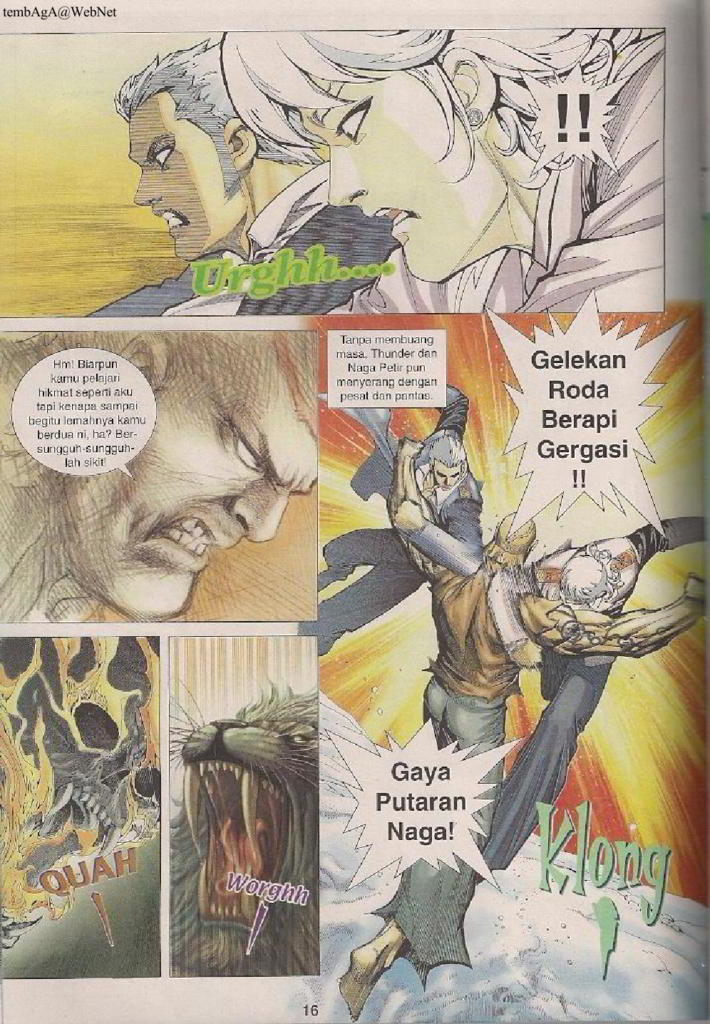 tembAgA@WebNet
!!
Urghh....
Hm! Biarpun
kamu pelajari
hikmat seperti aku
tapi kenapa sampai
begitu lemahnya kamu
berdua ni, ha? Ber-
sungguh-sungguh-
lah sikit!
Tanpa membuang
masa, Thunder dan
Naga Petir pun
menyerang dengan
pesat dan pantas.
Gelekan
Roda
Berapi
Gergasi
!!
Gaya
Putaran
Naga!
Klong
!
QUAH
!
Worghh
!
16